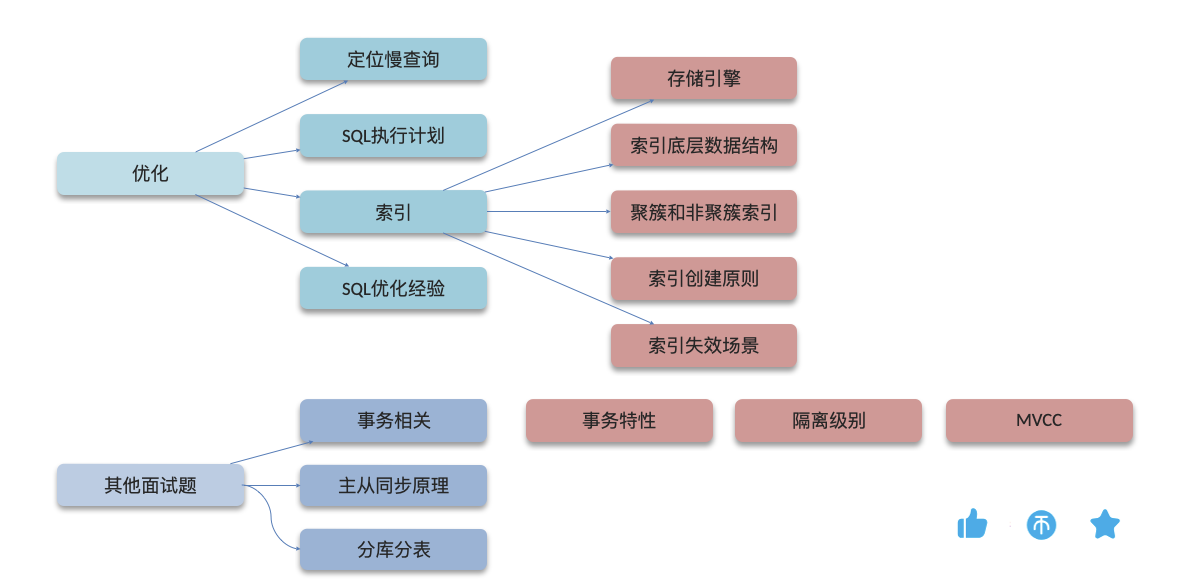 优化
定位慢查询
SQL执行计划
索引
SQL优化经验
存储引擎
索引底层数据结构
聚簇和非聚簇索引
索引创建原则
索引失效场景
其他面试题
事务相关
主从同步原理
分库分表
事务特性
隔离级别
MVCC